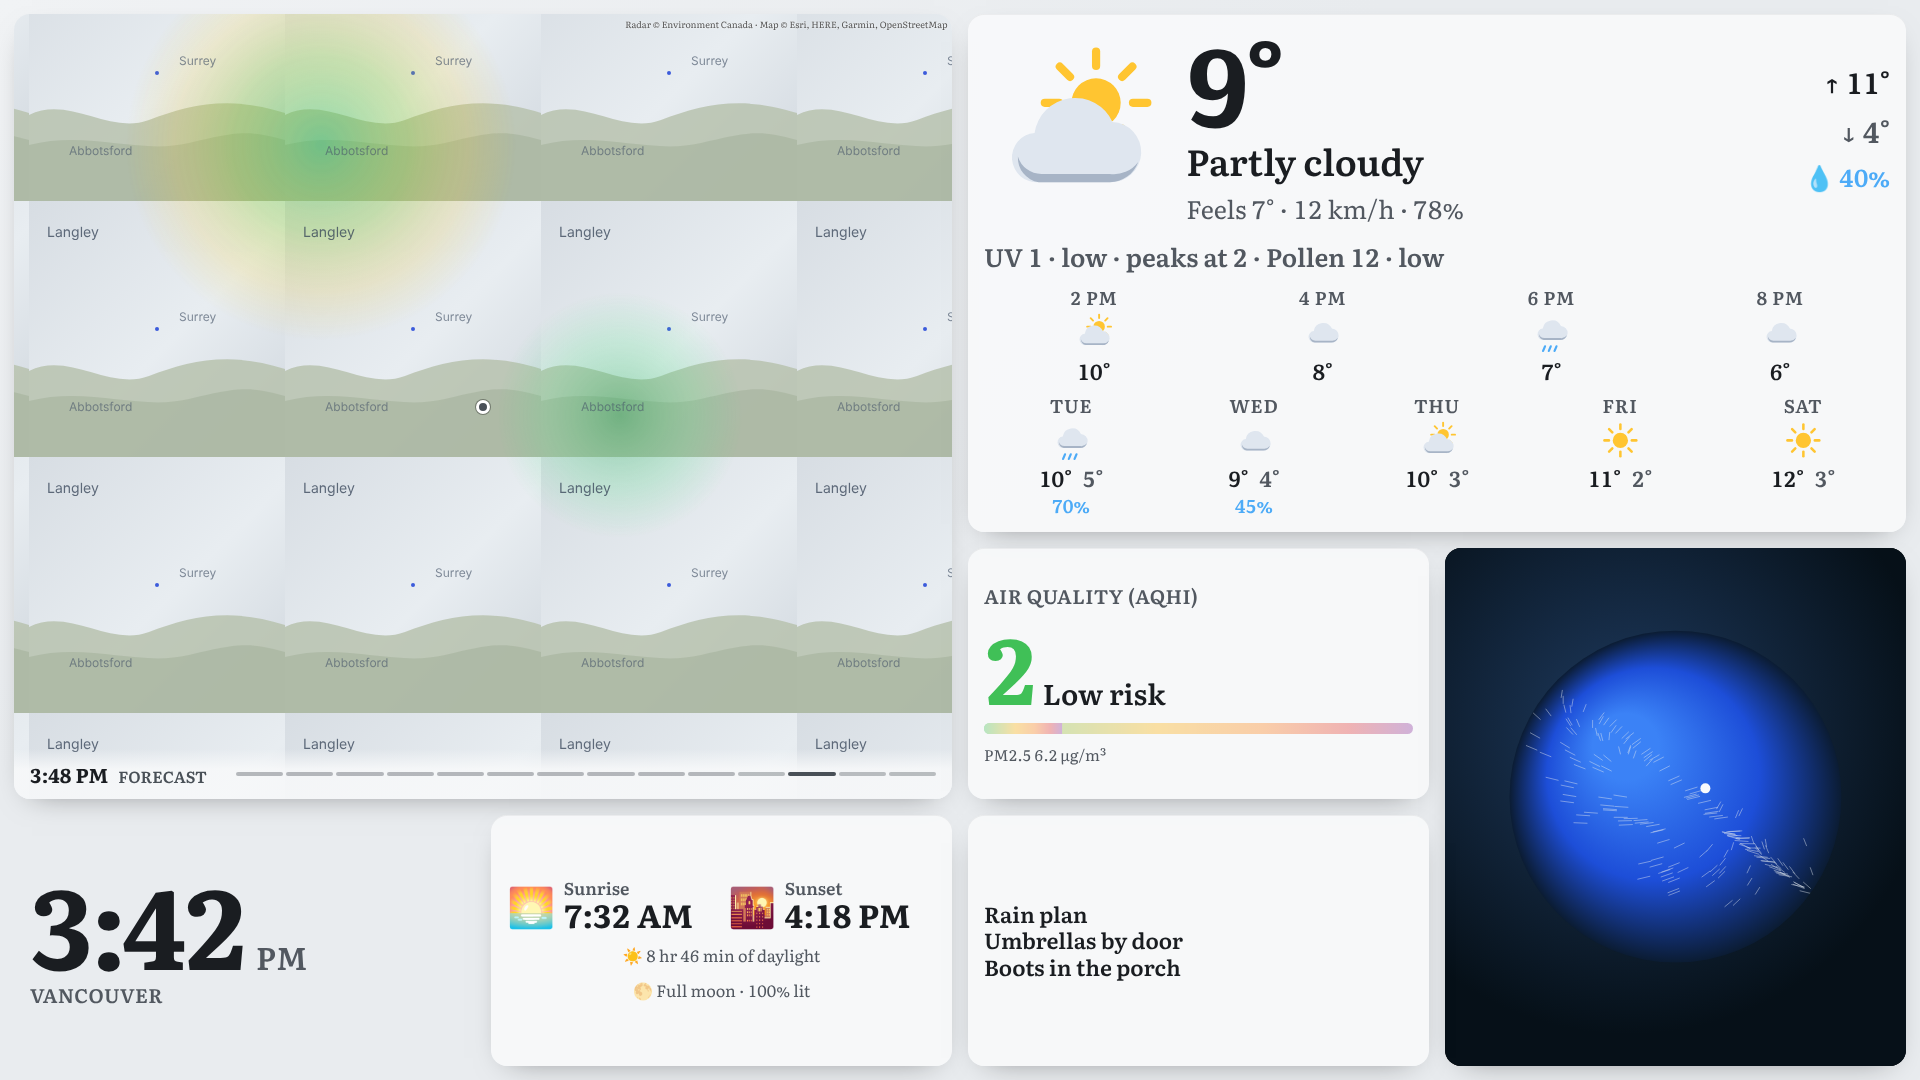 Radar © Environment Canada · Map © Esri, HERE, Garmin, OpenStreetMap
Surrey Surrey Surrey S
Abbotsford Abbotsford Abbotsford Abbotsford
Langley Langley Langley Langley
Surrey Surrey Surrey S
Abbotsford Abbotsford Abbotsford Abbotsford
Langley Langley Langley Langley
Surrey Surrey Surrey S
Abbotsford Abbotsford Abbotsford Abbotsford
Langley Langley Langley Langley
3:48 PM FORECAST
9°
Partly cloudy
Feels 7° · 12 km/h · 78%
↑ 11°
↓ 4°
💧 40%
UV 1 · low · peaks at 2 · Pollen 12 · low
2 PM 4 PM 6 PM 8 PM
10° 8° 7° 6°
TUE WED THU FRI SAT
10° 5° 9° 4° 10° 3° 11° 2° 12° 3°
70% 45%
AIR QUALITY (AQHI)
2 Low risk
PM2.5 6.2 µg/m³
3:42 PM
VANCOUVER
Sunrise
7:32 AM
Sunset
4:18 PM
☀️ 8 hr 46 min of daylight
🌕 Full moon · 100% lit
Rain plan
Umbrellas by door
Boots in the porch